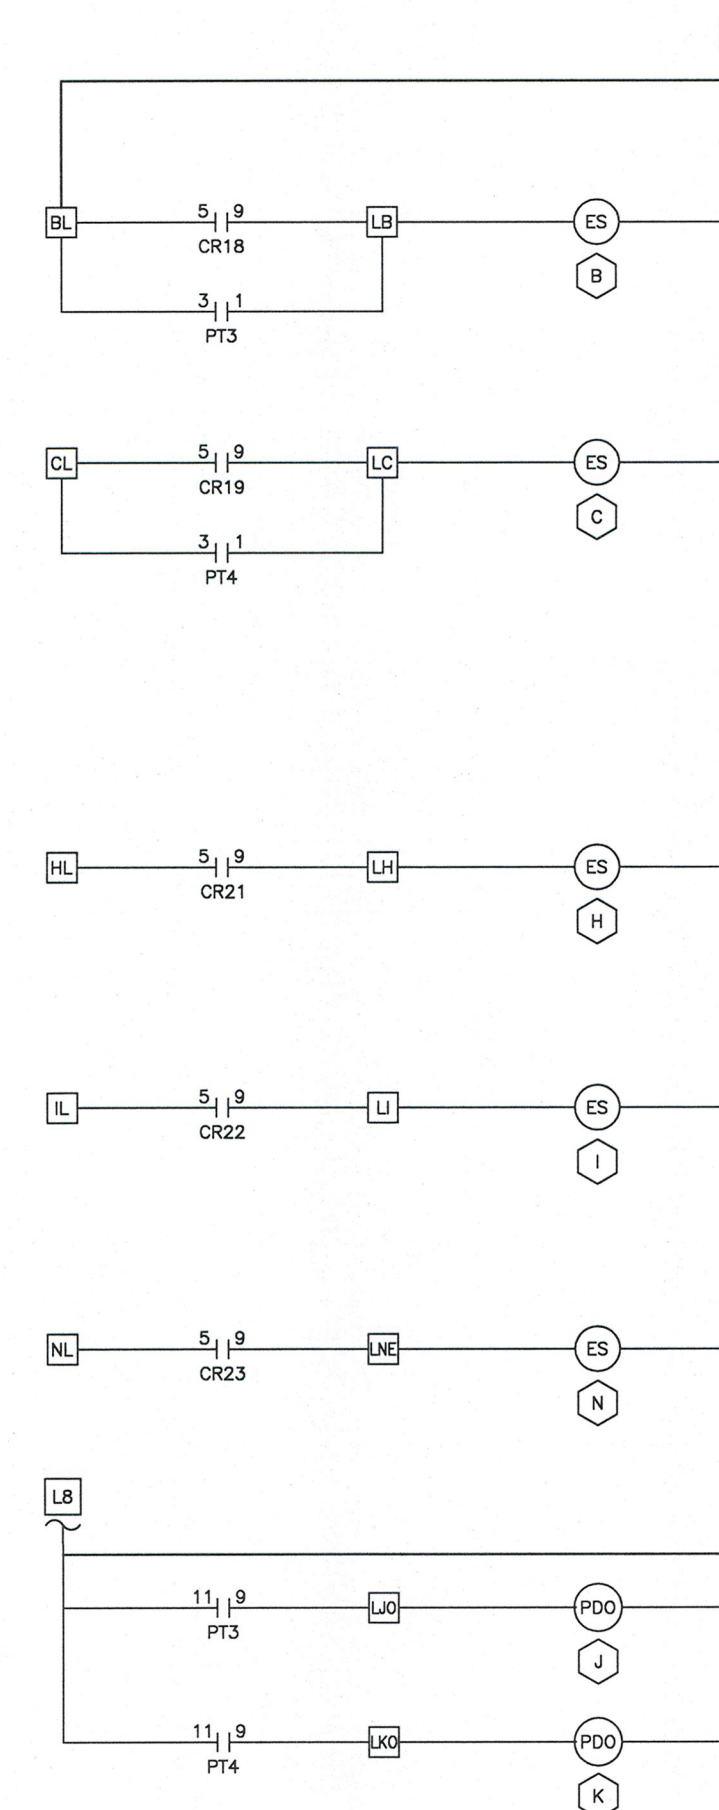 BL 5 9 LB ES
CR18
B
3 1
PT3
CL 5 9 LC ES
CR19
C
3 1
PT4
HL 5 9 LH ES
CR21
H
IL 5 9 LI ES
CR22
I
NL 5 9 LNE ES
CR23
N
L8
11 9 LJO PDO
PT3
J
11 9 LKO PDO
PT4
K